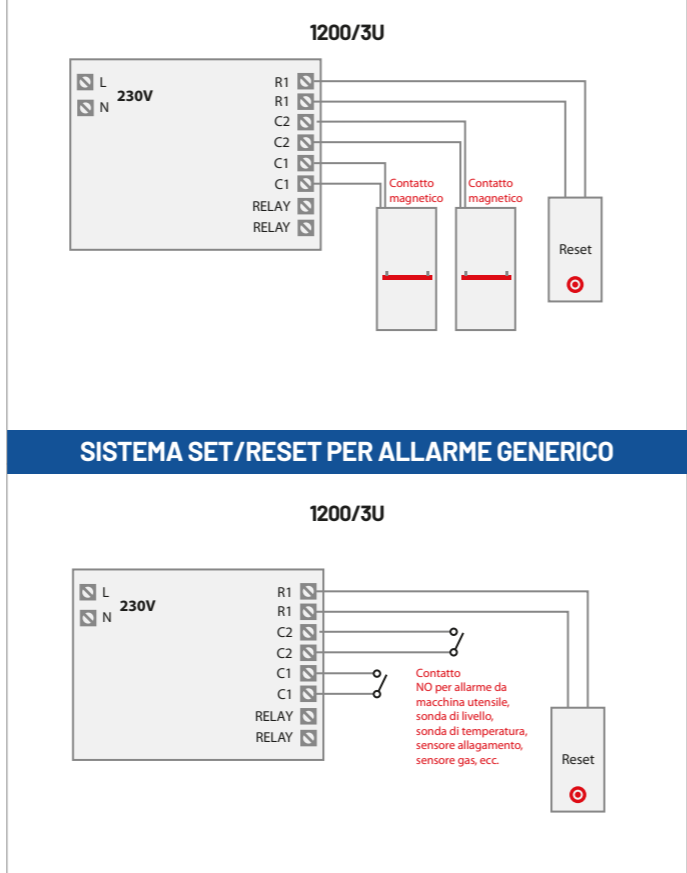 1200/3U
L
230V
N
R1
R1
C2
C2
C1
C1
RELAY
RELAY
Contatto
magnetico
Contatto
magnetico
Reset
SISTEMA SET/RESET PER ALLARME GENERICO
1200/3U
L
230V
N
R1
R1
C2
C2
C1
C1
RELAY
RELAY
Contatto
NO per allarme da
macchina utensile,
sonda di livello,
sonda di temperatura,
sensore allagamento,
sensore gas, ecc.
Reset